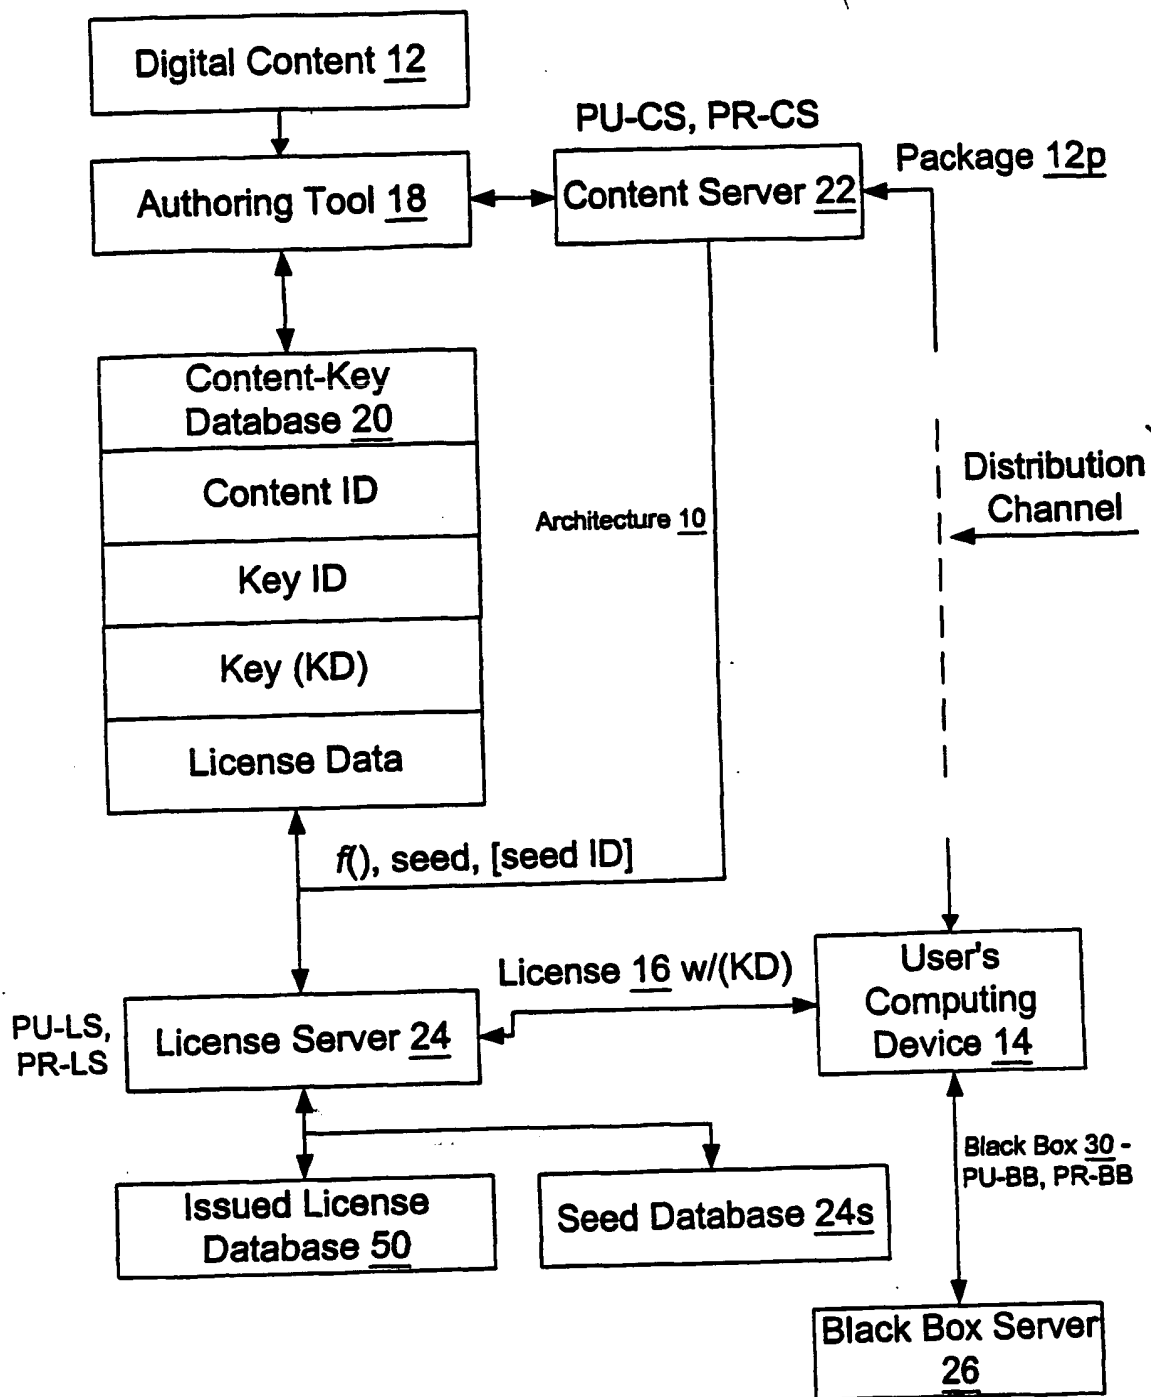 Digital Content 12
PU-CS, PR-CS
Package 12p
Authoring Tool 18
Content Server 22
Content-Key
Database 20
Content ID
Key ID
Key (KD)
License Data
Architecture 10
Distribution
Channel
f(), seed, [seed ID]
License 16 w/(KD)
User's
Computing
Device 14
PU-LS,
PR-LS
License Server 24
Black Box 30 -
PU-BB, PR-BB
Issued License
Database 50
Seed Database 24s
Black Box Server
26